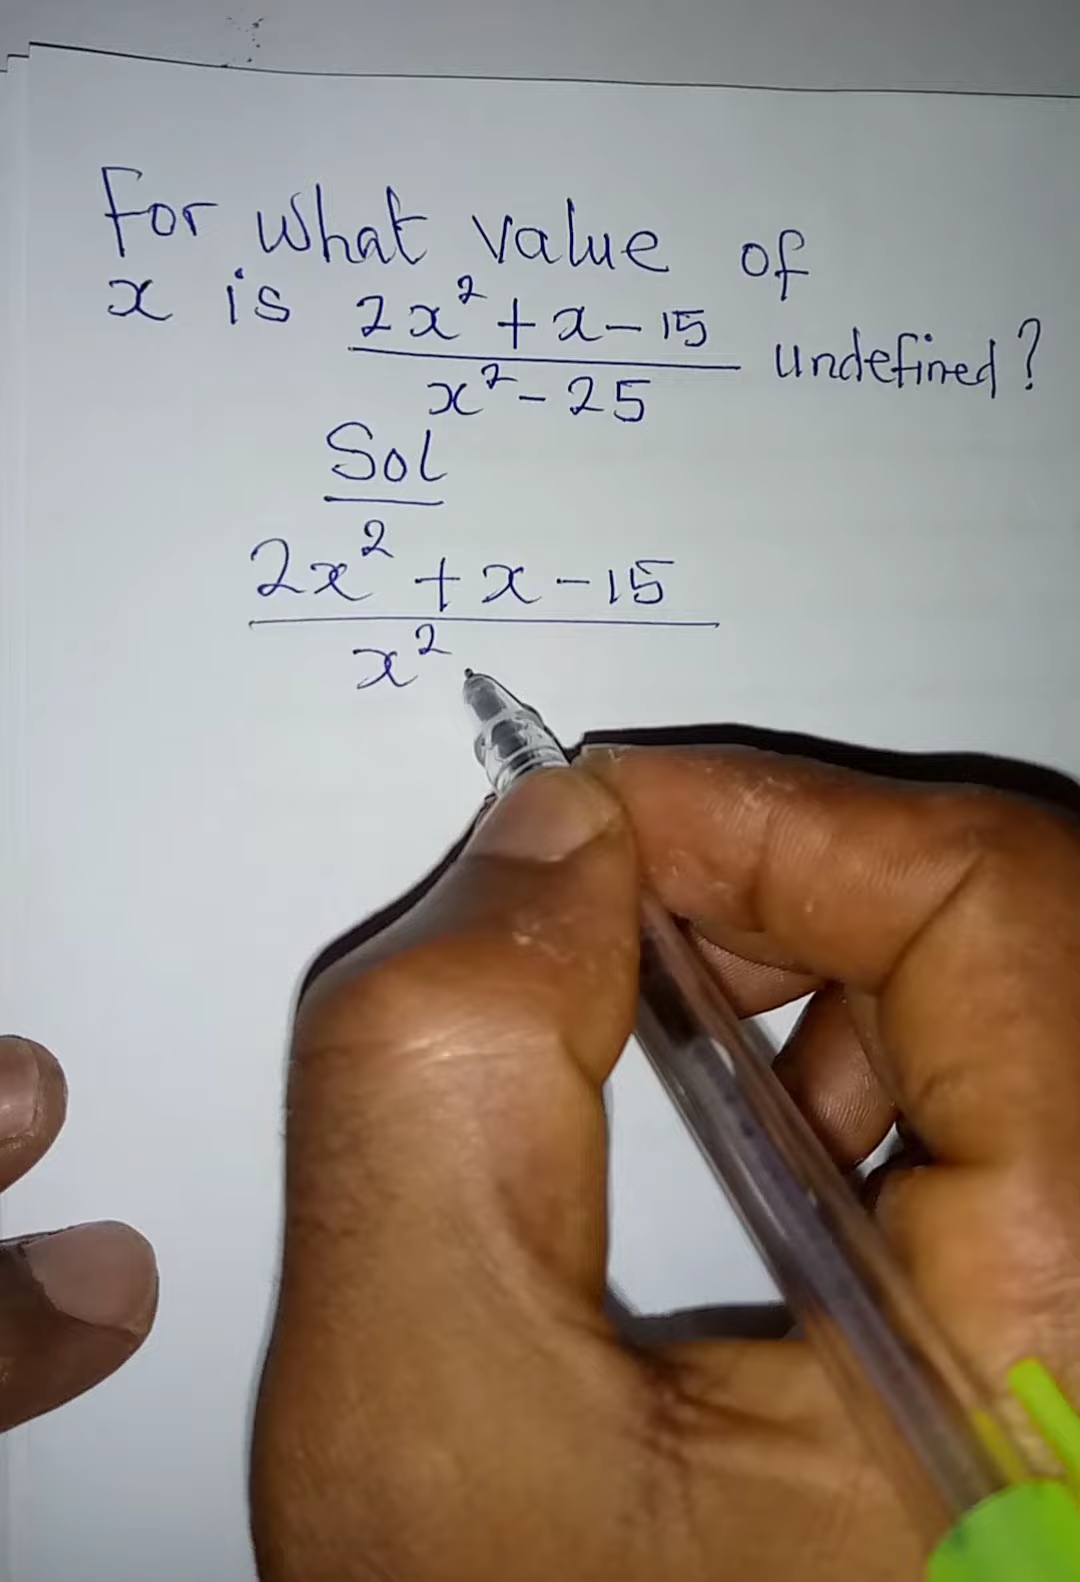 For what value of
x is 2x² + x - 15 undefined?
x² - 25
Sol
2x² + x - 15
x²